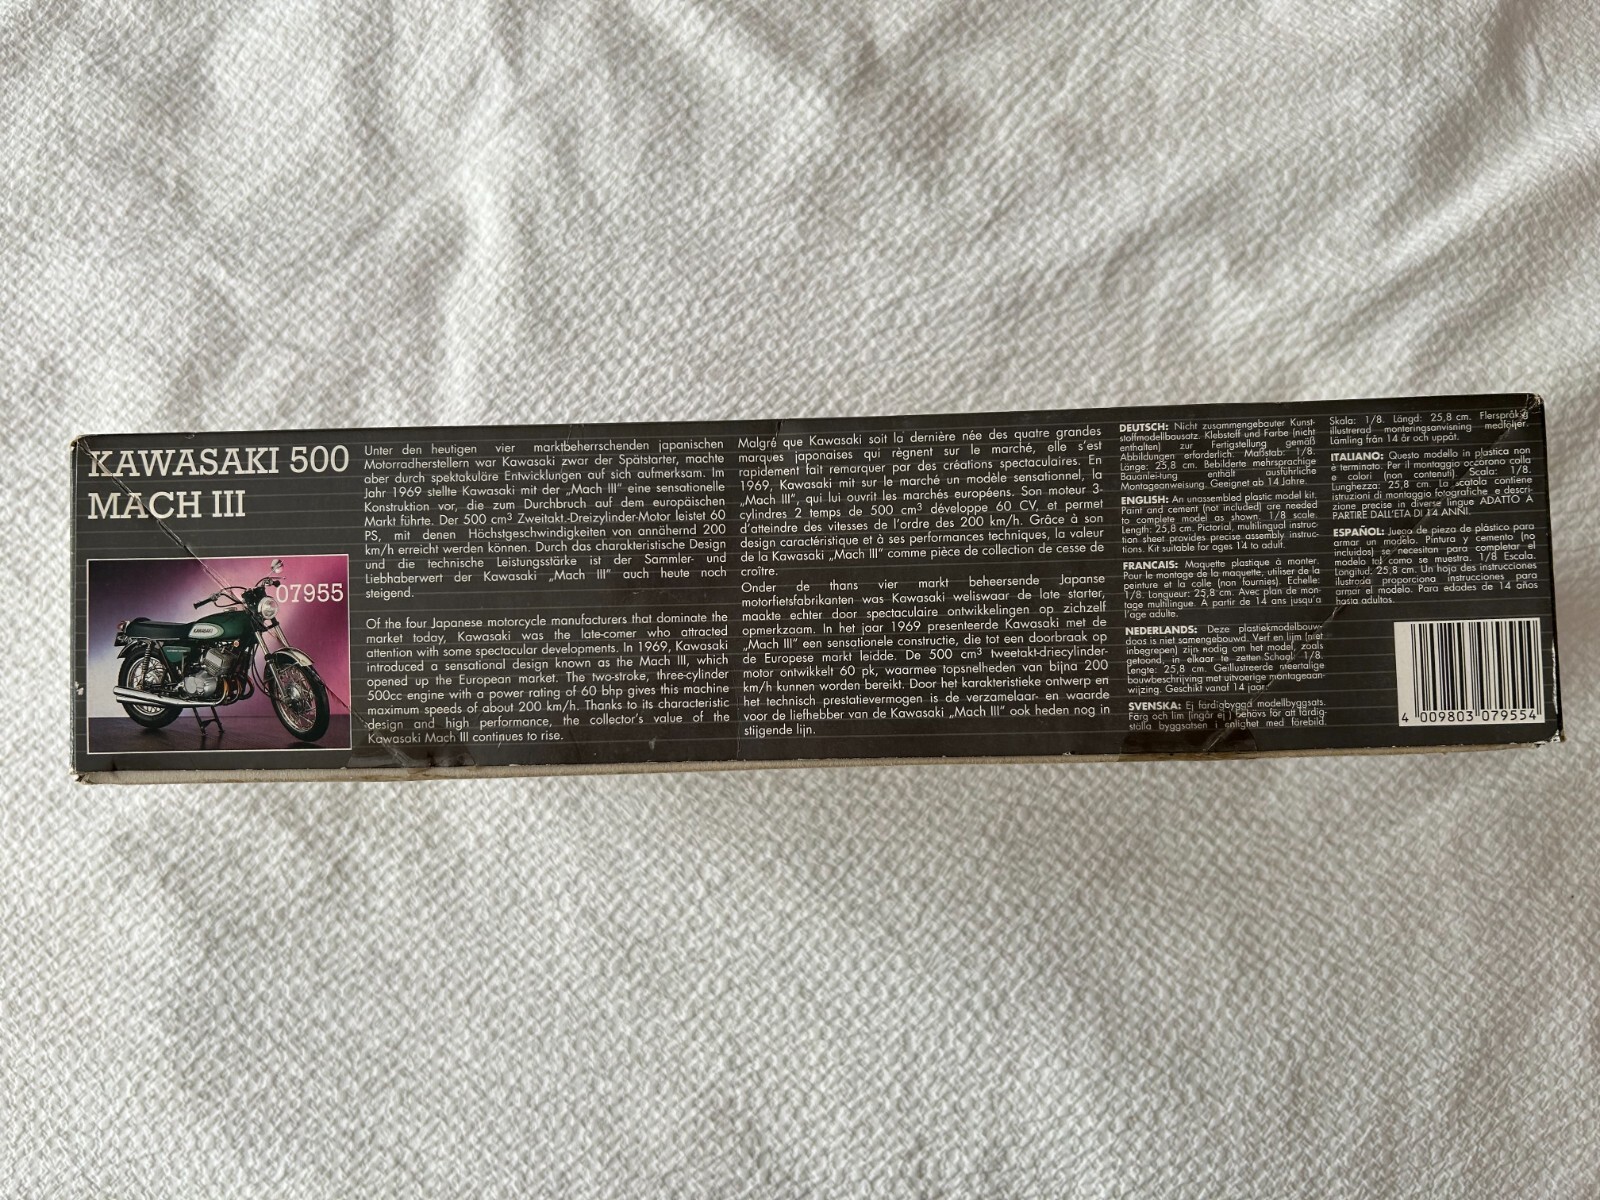 KAWASAKI 500
MACH III
07955
KAWASAKI
Unter den heutigen vier marktbeherrschenden japanischen
Motorradherstellern war Kawasaki zwar der Spätstarter, machte
aber durch spektakuläre Entwicklungen auf sich aufmerksam. Im
Jahr 1969 stellte Kawasaki mit der „Mach III" eine sensationelle
Konstruktion vor, die zum Durchbruch auf dem europäischen
Markt führte. Der 500 cm³ Zweitakt.-Dreizylinder-Motor leistet 60
PS, mit denen Höchstgeschwindigkeiten von annähernd 200
km/h erreicht werden können. Durch das charakteristische Design
und die technische Leistungsstärke ist der Sammler- und
Liebhaberwert der Kawasaki „Mach III" auch heute noch
steigend.
Of the four Japanese motorcycle manufacturers that dominate the
market today, Kawasaki was the late-comer who attracted
attention with some spectacular developments. In 1969, Kawasaki
introduced a sensational design known as the Mach III, which
opened up the European market. The two-stroke, three-cylinder
500cc engine with a power rating of 60 bhp gives this machine
maximum speeds of about 200 km/h. Thanks to its characteristic
design and high performance, the collector's value of the
Kawasaki Mach III continues to rise.
Malgré que Kawasaki soit la dernière née des quatre grandes
marques japonaises qui règnent sur le marché, elle s'est
rapidement fait remarquer par des créations spectaculaires. En
1969, Kawasaki mit sur le marché un modèle sensationnel, la
„Mach III", qui lui ouvrit les marchés européens. Son moteur 3-
cylindres 2 temps de 500 cm³ développe 60 CV, et permet
d'atteindre des vitesses de l'ordre des 200 km/h. Grâce à son
design caractéristique et à ses performances techniques, la valeur
de la Kawasaki „Mach III" comme pièce de collection de cesse de
croître.
Onder de thans vier markt beheersende Japanse
motorfietsfabrikanten was Kawasaki weliswaar de late starter,
maakte echter door spectaculaire ontwikkelingen op zichzelf
opmerkzaam. In het jaar 1969 presenteerde Kawasaki met de
„Mach III" een sensationele constructie, die tot een doorbraak op
de Europese markt leidde. De 500 cm³ tweetakt-driecylinder-
motor ontwikkelt 60 pk, waarmee topsnelheden van bijna 200
km/h kunnen worden bereikt. Door het karakteristieke ontwerp en
het technisch prestatievermogen is de verzamelaar- en waarde
voor de liefhebber van de Kawasaki „Mach III" ook heden nog in
stijgende lijn.
DEUTSCH: Nicht zusammengebauter Kunst-
stoffmodellbausatz. Klebstoff und Farbe (nicht
enthalten) zur Fertigstellung gemäß
Abbildungen erforderlich. Maßstab: 1/8.
Länge: 25,8 cm. Bebilderte mehrsprachige
Bauanlei-tung enthält ausführliche
Montageanweisung. Geeignet ab 14 Jahre.
ENGLISH: An unassembled plastic model kit.
Paint and cement (not included) are needed
to complete model as shown. 1/8 scale.
Length: 25,8 cm. Pictorial, multilingual instruc-
tion sheet provides precise assembly instruc-
tions. Kit suitable for ages 14 to adult.
FRANCAIS: Maquette plastique à monter.
Pour le montage de la maquette, utiliser de la
peinture et la colle (non fournies). Echelle:
1/8. Longueur: 25,8 cm. Avec plan de mon-
tage multilingue. A partir de 14 ans jusqu'a
l'age adulte.
NEDERLANDS: Deze plastiekmodelbouw-
doos is niet samengebouwd. Verf en lijm (niet
inbegrepen) zijn nodig om het model, zoals
getoond, in elkaar te zetten Schaal: 1/8.
Lengte: 25,8 cm. Geïllustreerde meertalige
bouwbeschrijving met uitvoerige montageaan-
wijzing. Geschikt vanaf 14 jaar.
SVENSKA: Ej färdigbyggd modellbyggsats.
Färg och lim (ingår ej) behövs för att färdig-
ställa byggsatsen i enlighet med förebild.
Skala: 1/8. Längd: 25,8 cm. Flerspråkig
illustrerad monteringsanvisning medföljer.
Lämling från 14 år och uppåt.
ITALIANO: Questo modello in plastica non
è terminato. Per il montaggio occorono colla
e colori (non contenuti). Scala: 1/8.
Lunghezza: 25,8 cm. La scatola contiene
istruzioni di montaggio fotografiche e descri-
zione precise in diverse lingue ADATTO A
PARTIRE DALL'ETA DI 14 ANNI.
ESPAÑOL: Juego de pieza de plástico para
armar un modelo. Pintura y cemento (no
incluidos) se necesitan para completar el
modelo tal como se muestra. 1/8 Escala.
Longitud. 25,8 cm. Un hoja des instrucciones
ilustrada proporciona instrucciones para
armar el modelo. Para edades de 14 años
hasta adultos.
4 009803 079554